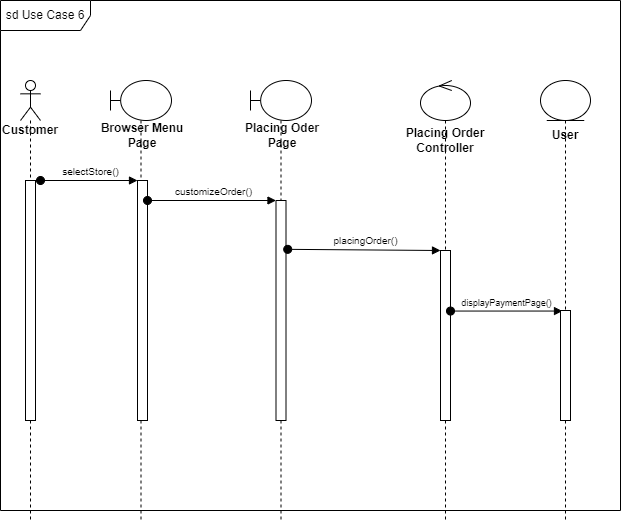 sd Use Case 6
Customer
Browser Menu
Page
Placing Oder
Page
Placing Order
Controller
User
selectStore()
customizeOrder()
placingOrder()
displayPaymentPage()